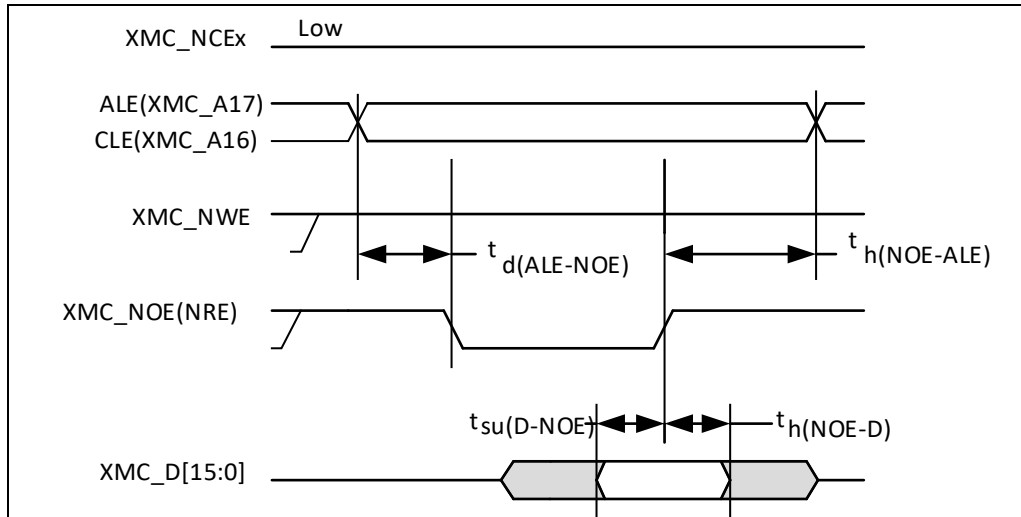 XMC_NCEx
Low
ALE(XMC_A17)
CLE(XMC_A16)
XMC_NWE
t d(ALE-NOE)
t h(NOE-ALE)
XMC_NOE(NRE)
tsu(D-NOE)
th(NOE-D)
XMC_D[15:0]